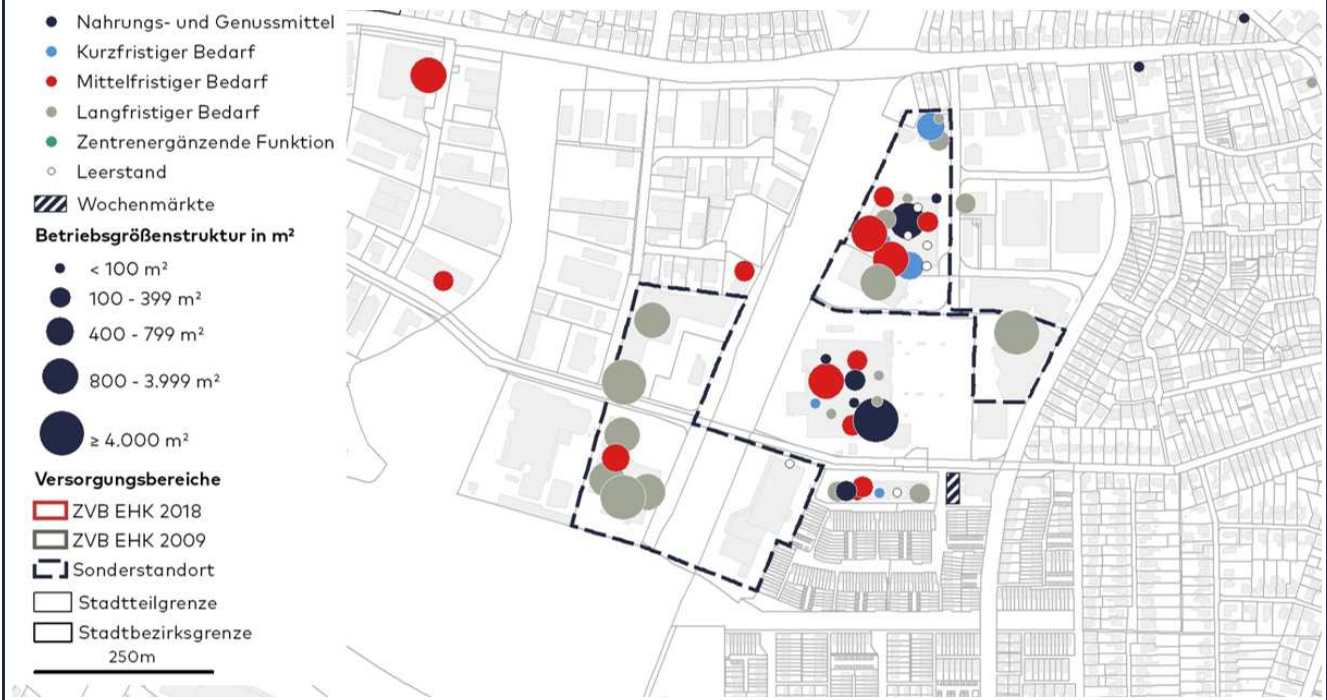 Nahrungs- und Genussmittel
Kurzfristiger Bedarf
Mittelfristiger Bedarf
Langfristiger Bedarf
Zentrenergänzende Funktion
Leerstand
Wochenmärkte
Betriebsgrößenstruktur in m²
< 100 m²
100 - 399 m²
400 - 799 m²
800 - 3.999 m²
≥ 4.000 m²
Versorgungsbereiche
ZVB EHK 2018
ZVB EHK 2009
Sonderstandort
Stadtteilgrenze
Stadtbezirksgrenze
250m